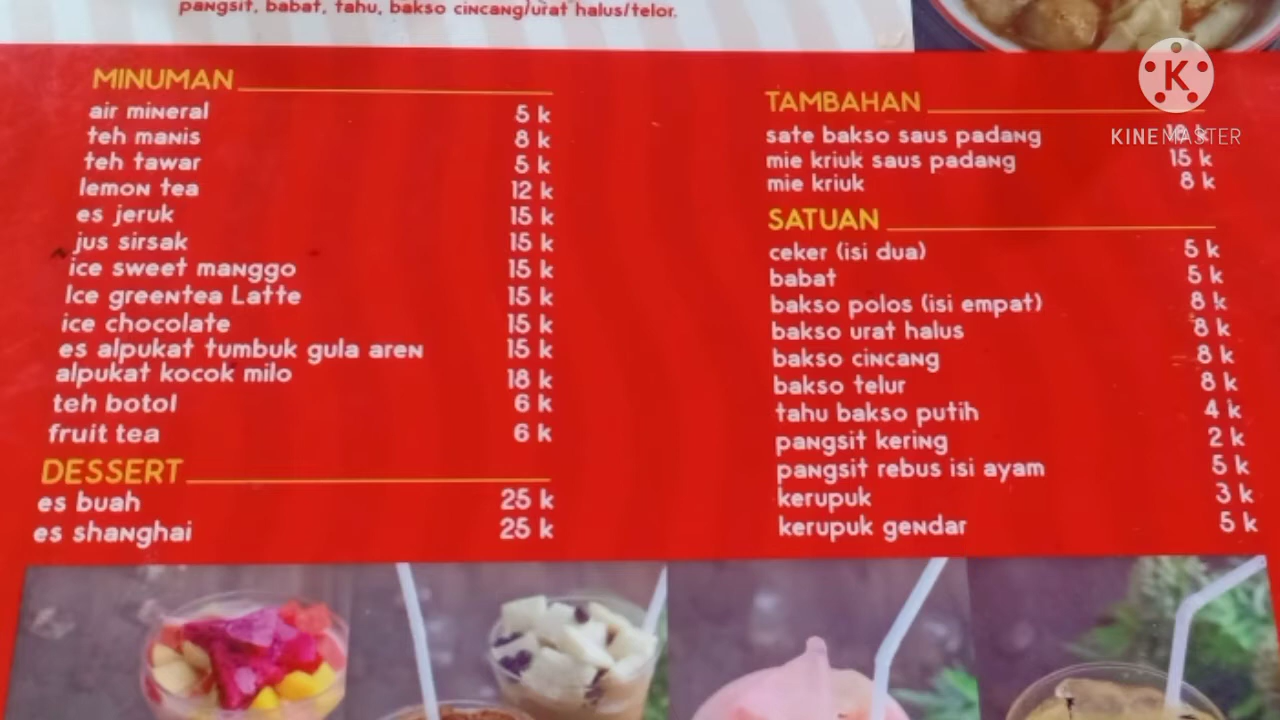 pangsit, babat, tahu, bakso cincang/urat halus/telor.
MINUMAN
air mineral 5 k
teh manis 8 k
teh tawar 5 k
lemon tea 12 k
es jeruk 15 k
jus sirsak 15 k
ice sweet manggo 15 k
Ice greentea Latte 15 k
ice chocolate 15 k
es alpukat tumbuk gula aren 15 k
alpukat kocok milo 18 k
teh botol 6 k
fruit tea 6 k
DESSERT
es buah 25 k
es shanghai 25 k
K
KINEMASTER
TAMBAHAN
sate bakso saus padang
mie kriuk saus padang 15 k
mie kriuk 8 k
SATUAN
ceker (isi dua) 5 k
babat 5 k
bakso polos (isi empat) 8 k
bakso urat halus 8 k
bakso cincang 8 k
bakso telur 8 k
tahu bakso putih 4 k
pangsit kering 2 k
pangsit rebus isi ayam 5 k
kerupuk 3 k
kerupuk gendar 5 k